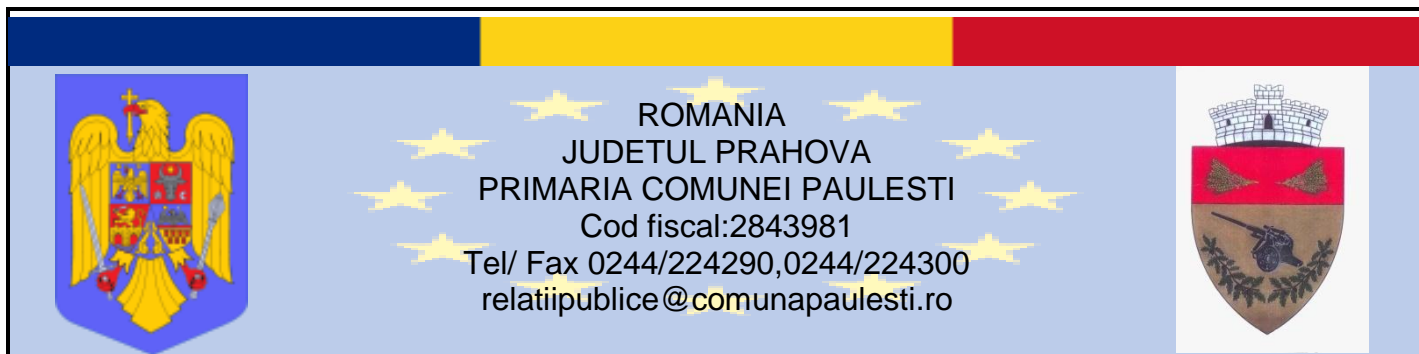 ROMANIA
JUDETUL PRAHOVA
PRIMARIA COMUNEI PAULESTI
Cod fiscal:2843981
Tel/ Fax 0244/224290,0244/224300
relatiipublice@comunapaulesti.ro